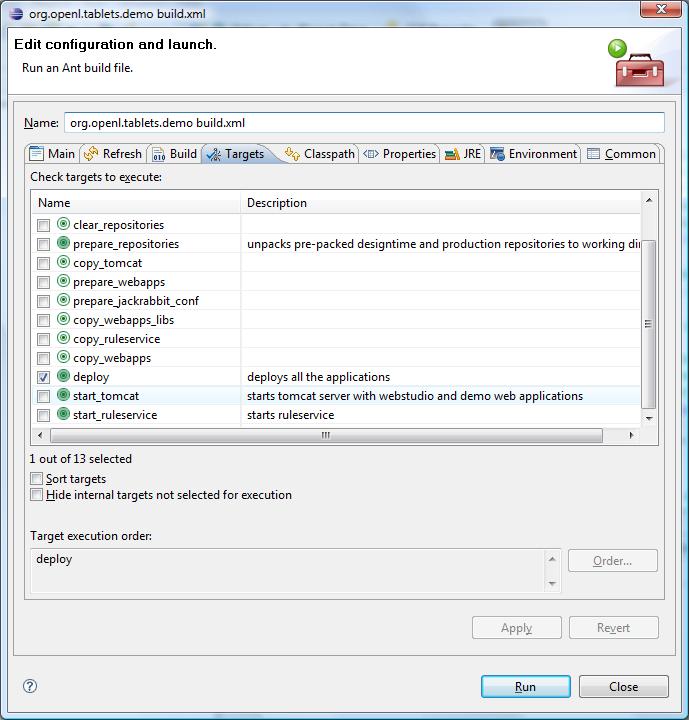 org.openl.tablets.demo build.xml
Edit configuration and launch.
Run an Ant build file.
Name: org.openl.tablets.demo build.xml
Main Refresh Build Targets Classpath Properties JRE Environment Common
Check targets to execute:
Name Description
clear_repositories
prepare_repositories unpacks pre-packed designtime and production repositories to working dir
copy_tomcat
prepare_webapps
prepare_jackrabbit_conf
copy_webapps_libs
copy_ruleservice
copy_webapps
deploy deploys all the applications
start_tomcat starts tomcat server with webstudio and demo web applications
start_ruleservice starts ruleservice
1 out of 13 selected
Sort targets
Hide internal targets not selected for execution
Target execution order:
deploy
Order...
Apply Revert
Run Close